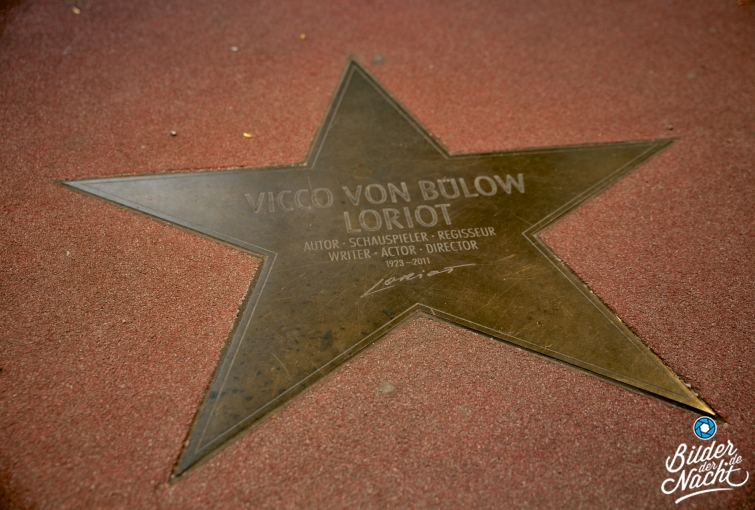 VICCO VON BÜLOW
LORIOT
AUTOR · SCHAUSPIELER · REGISSEUR
WRITER · ACTOR · DIRECTOR
1923–2011
Loriot
Bilder
der
Nacht.de